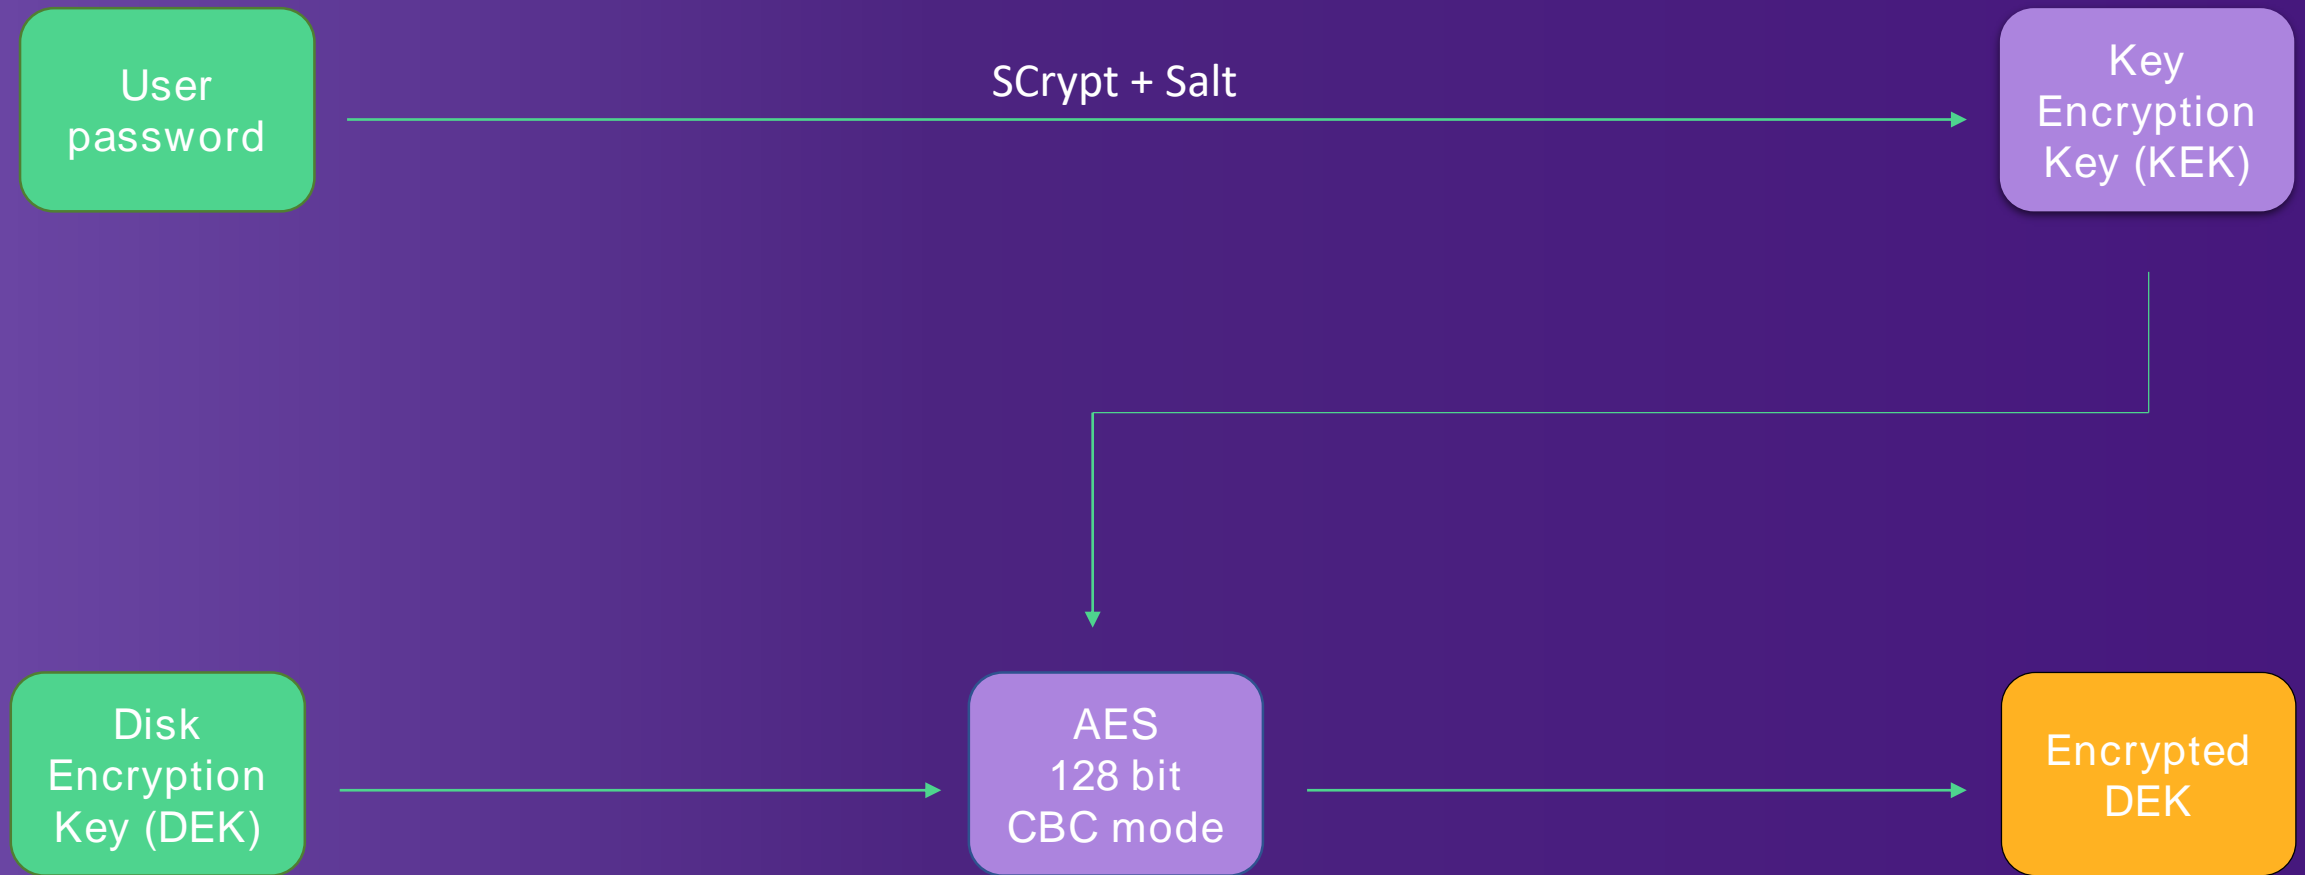 User
password
SCrypt + Salt
Key
Encryption
Key (KEK)
Disk
Encryption
Key (DEK)
AES
128 bit
CBC mode
Encrypted
DEK